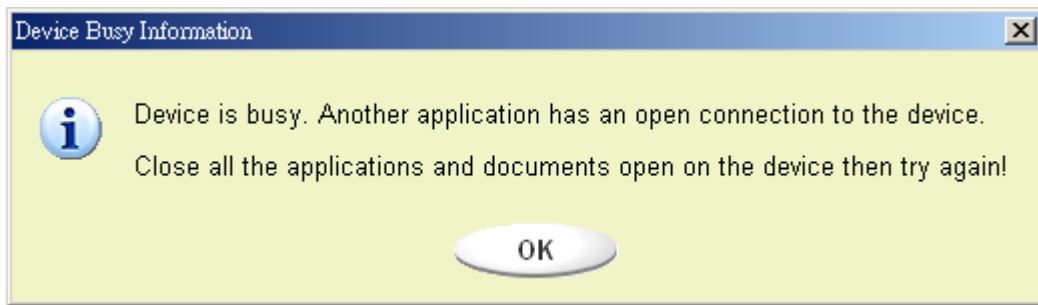 Device Busy Information
Device is busy. Another application has an open connection to the device.
Close all the applications and documents open on the device then try again!
OK